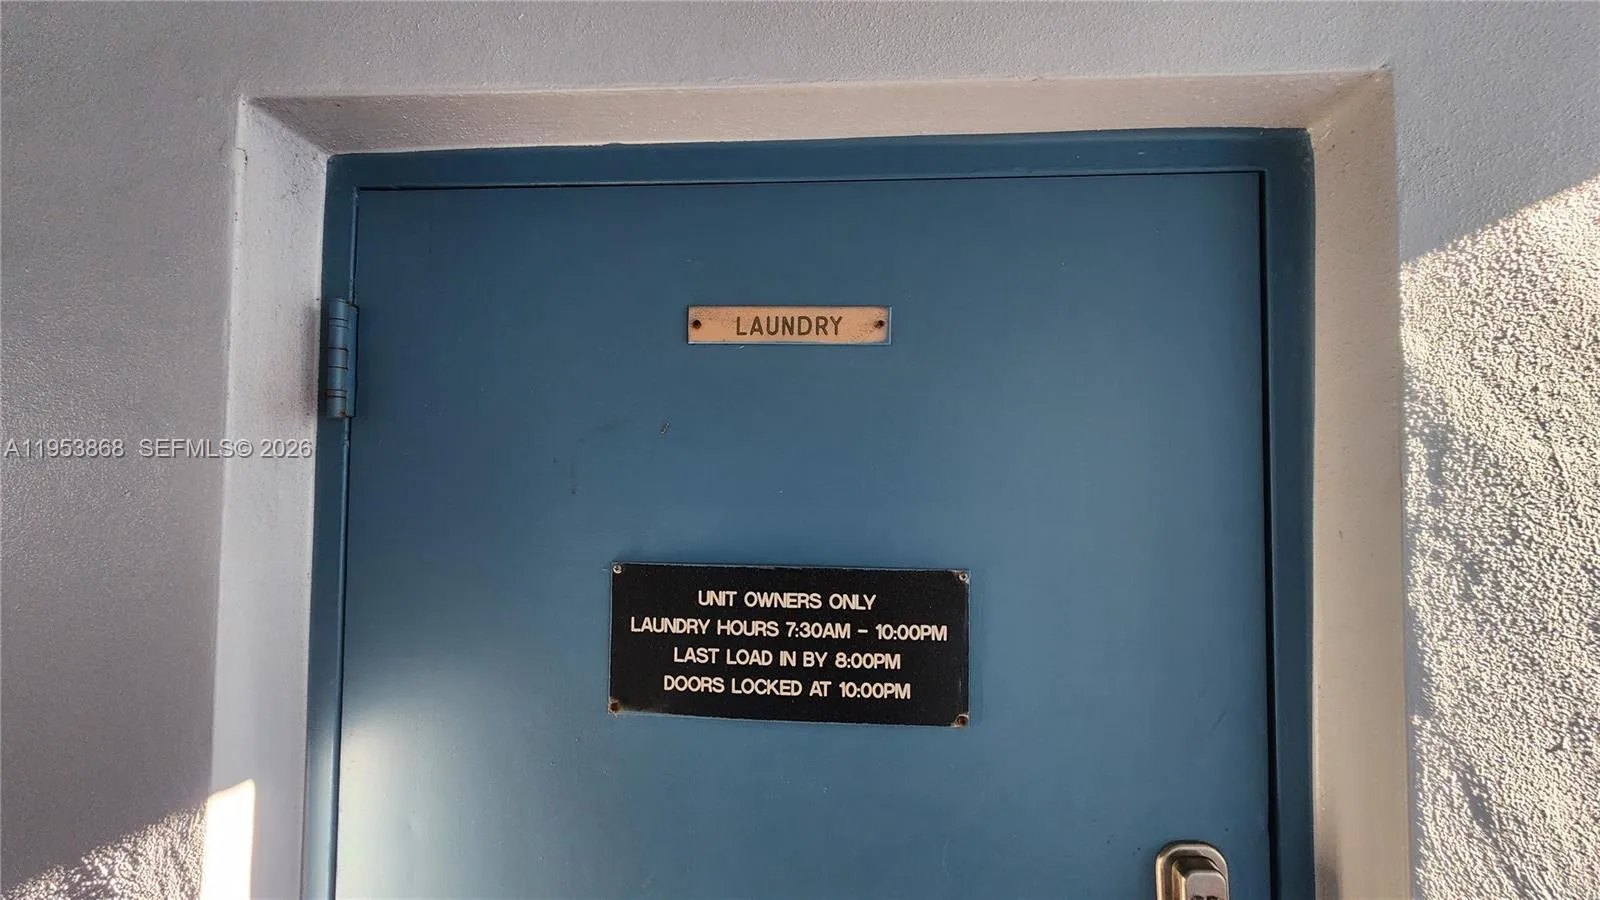 LAUNDRY
A11953868 SEFMLS© 2026
UNIT OWNERS ONLY
LAUNDRY HOURS 7:30AM - 10:00PM
LAST LOAD IN BY 8:00PM
DOORS LOCKED AT 10:00PM